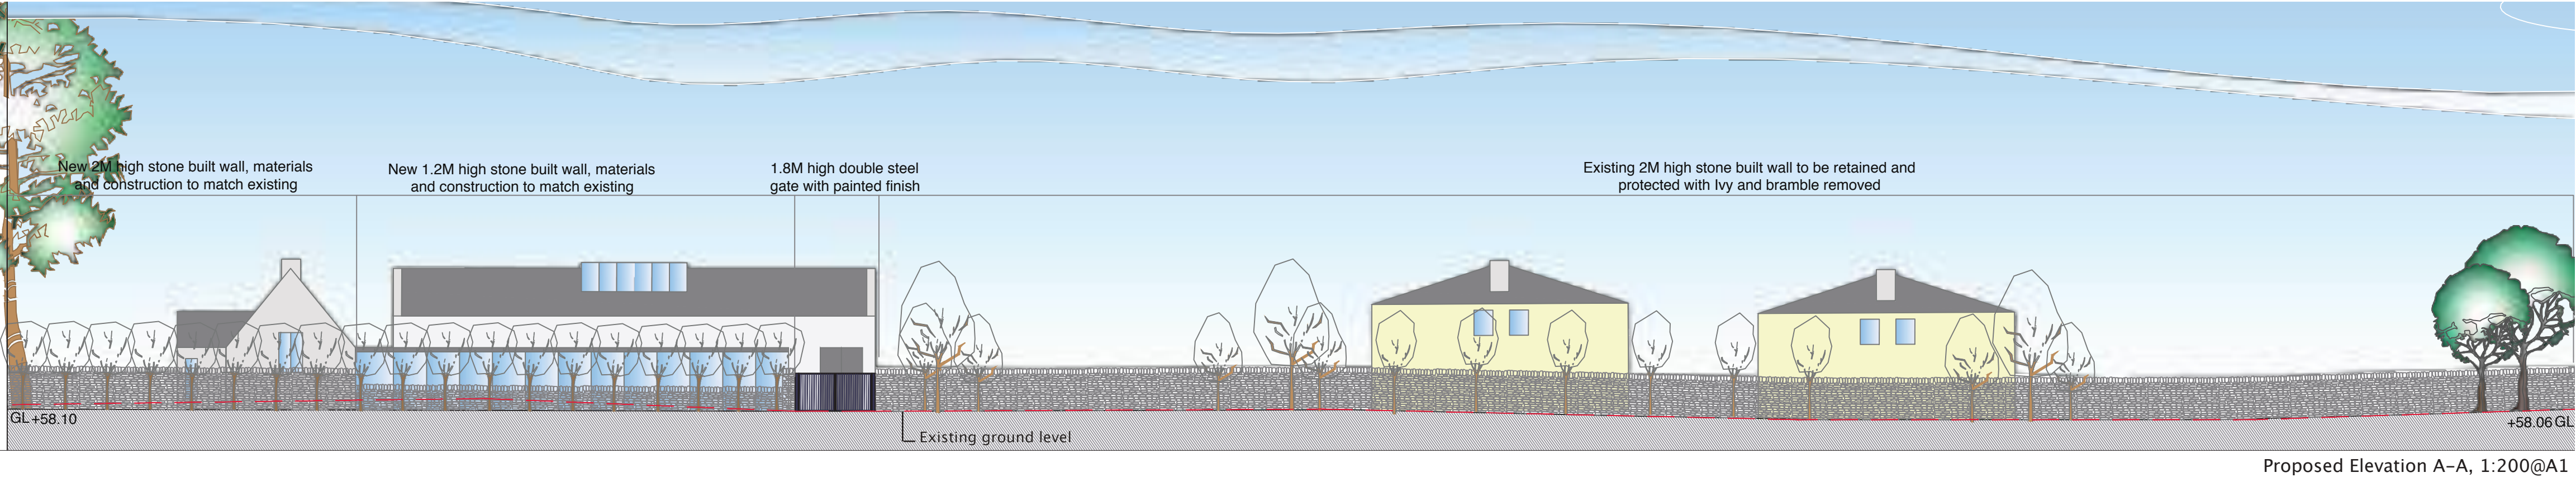 New 2M high stone built wall, materials
and construction to match existing
New 1.2M high stone built wall, materials
and construction to match existing
1.8M high double steel
gate with painted finish
Existing 2M high stone built wall to be retained and
protected with Ivy and bramble removed
GL +58.10
Existing ground level
+58.06 GL
Proposed Elevation A-A, 1:200@A1